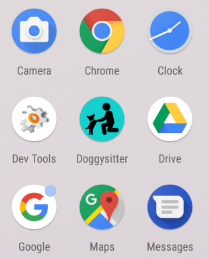 Camera Chrome Clock
Dev Tools Doggysitter Drive
Google Maps Messages